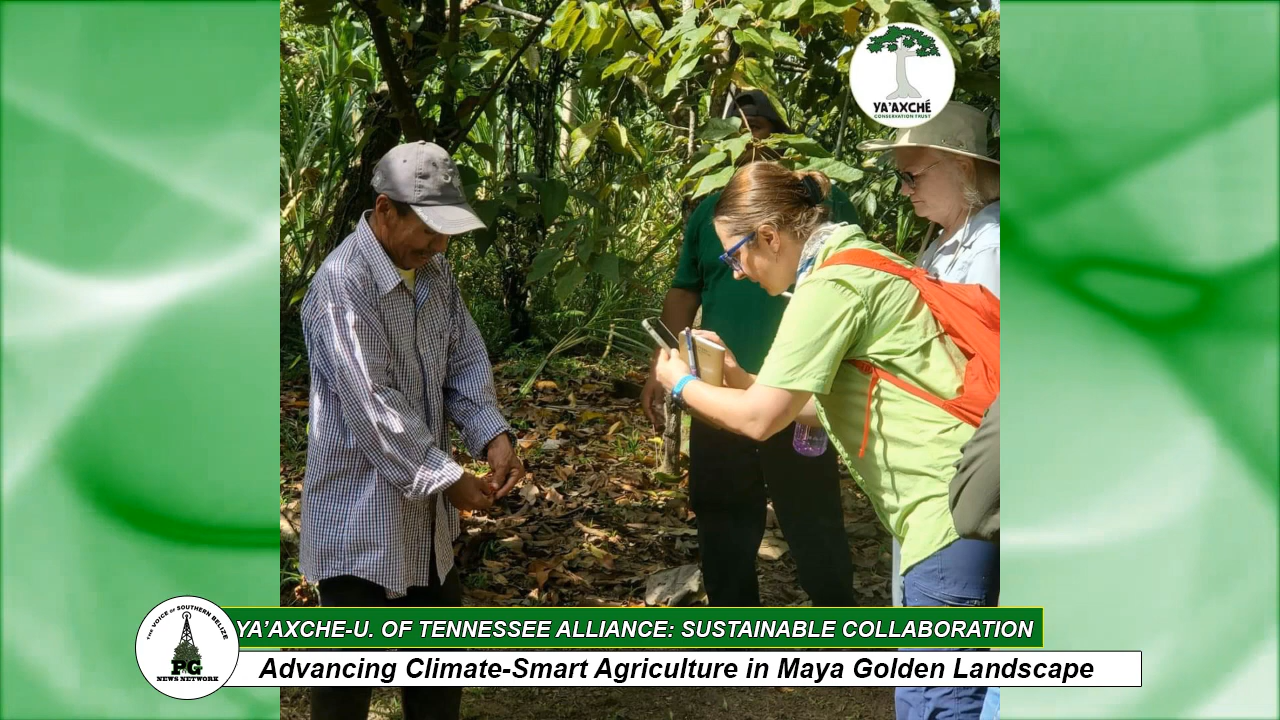 YA'AXCHÉ
CONSERVATION TRUST
THE VOICE OF SOUTHERN BELIZE
PG
NEWS NETWORK
YA'AXCHE-U. OF TENNESSEE ALLIANCE: SUSTAINABLE COLLABORATION
Advancing Climate-Smart Agriculture in Maya Golden Landscape